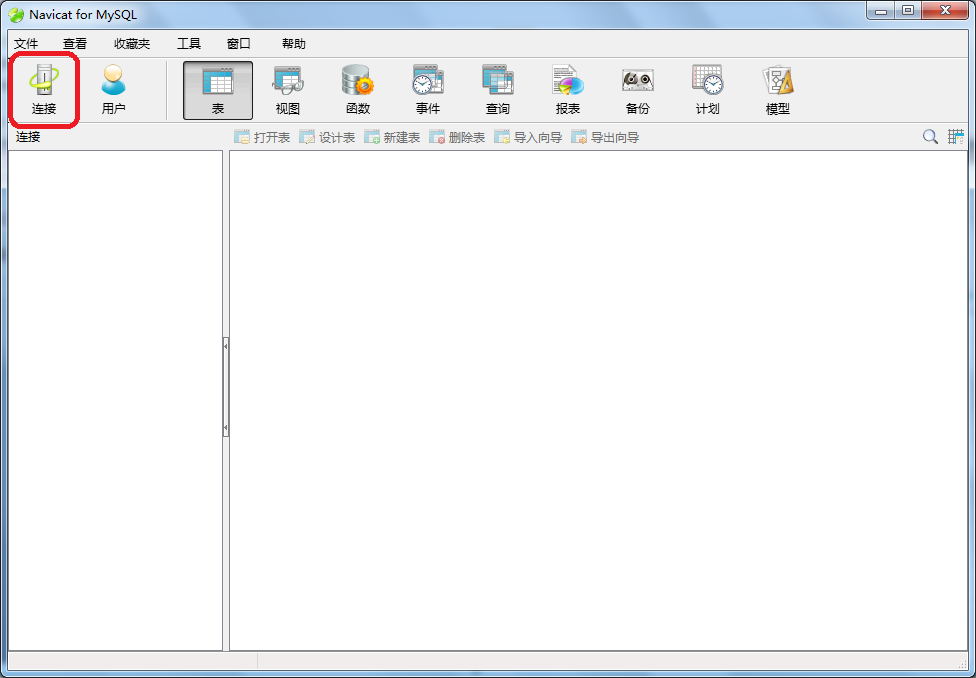 Navicat for MySQL
文件 查看 收藏夹 工具 窗口 帮助
连接 用户 表 视图 函数 事件 查询 报表 备份 计划 模型
连接 打开表 设计表 新建表 删除表 导入向导 导出向导